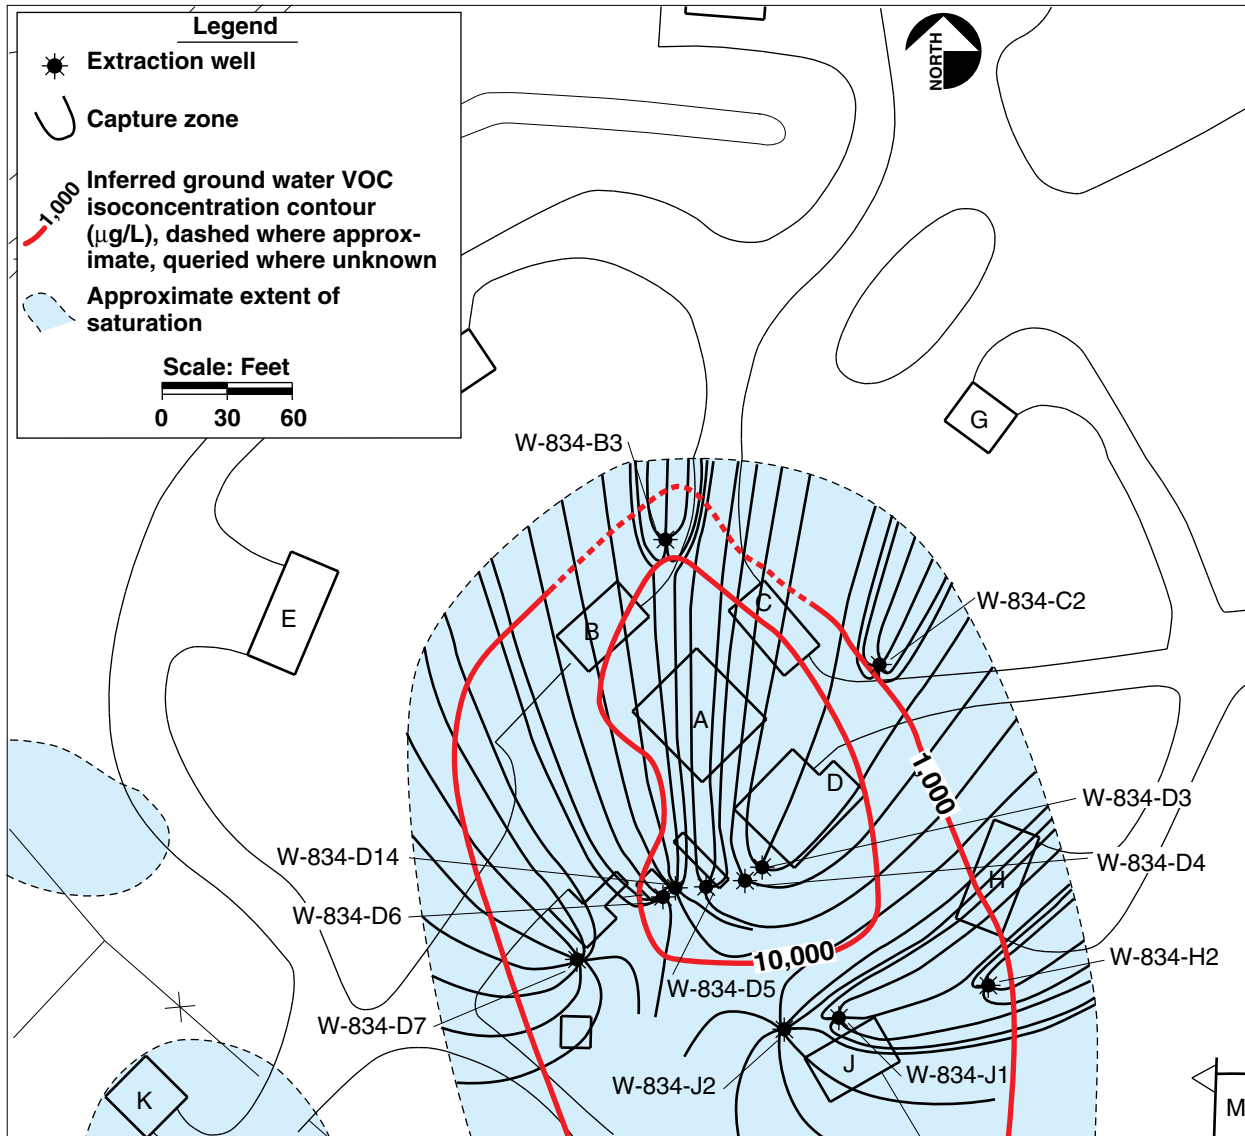 Legend
Extraction well
Capture zone
1,000
Inferred ground water VOC
isoconcentration contour
(µg/L), dashed where approx-
imate, queried where unknown
Approximate extent of
saturation
Scale: Feet
0 30 60
NORTH
G
W-834-B3
W-834-C2
E
B
C
A
D
1,000
W-834-D3
W-834-D14
W-834-D4
H
W-834-D6
10,000
W-834-H2
W-834-D5
W-834-D7
J
W-834-J1
W-834-J2
K
M